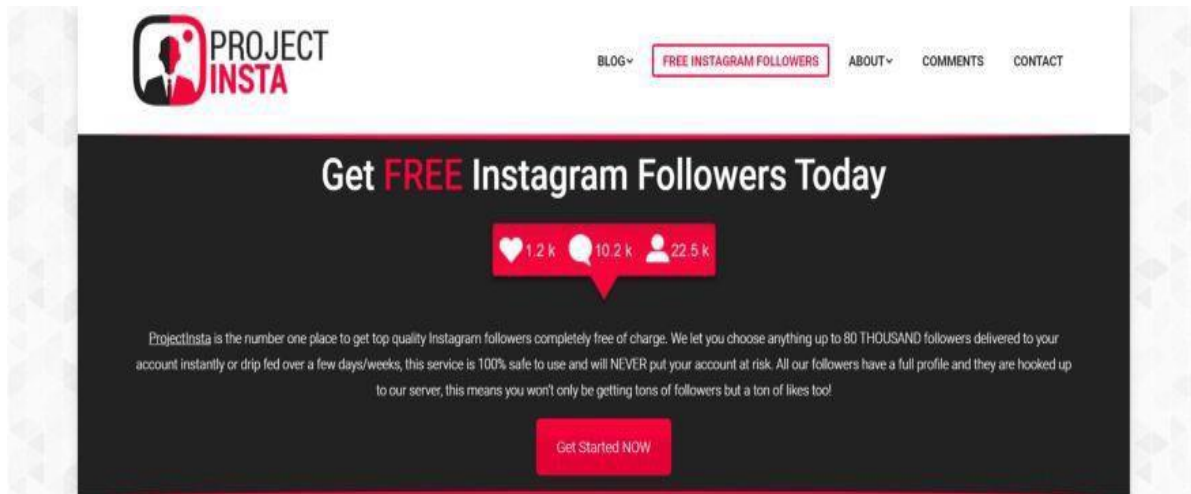 PROJECT
INSTA
BLOG
FREE INSTAGRAM FOLLOWERS
ABOUT
COMMENTS
CONTACT
Get FREE Instagram Followers Today
1.2 k 10.2 k 22.5 k
ProjectInsta is the number one place to get top quality Instagram followers completely free of charge. We let you choose anything up to 80 THOUSAND followers delivered to your
account instantly or drip fed over a few days/weeks, this service is 100% safe to use and will NEVER put your account at risk. All our followers have a full profile and they are hooked up
to our server, this means you won't only be getting tons of followers but a ton of likes too!
Get Started NOW